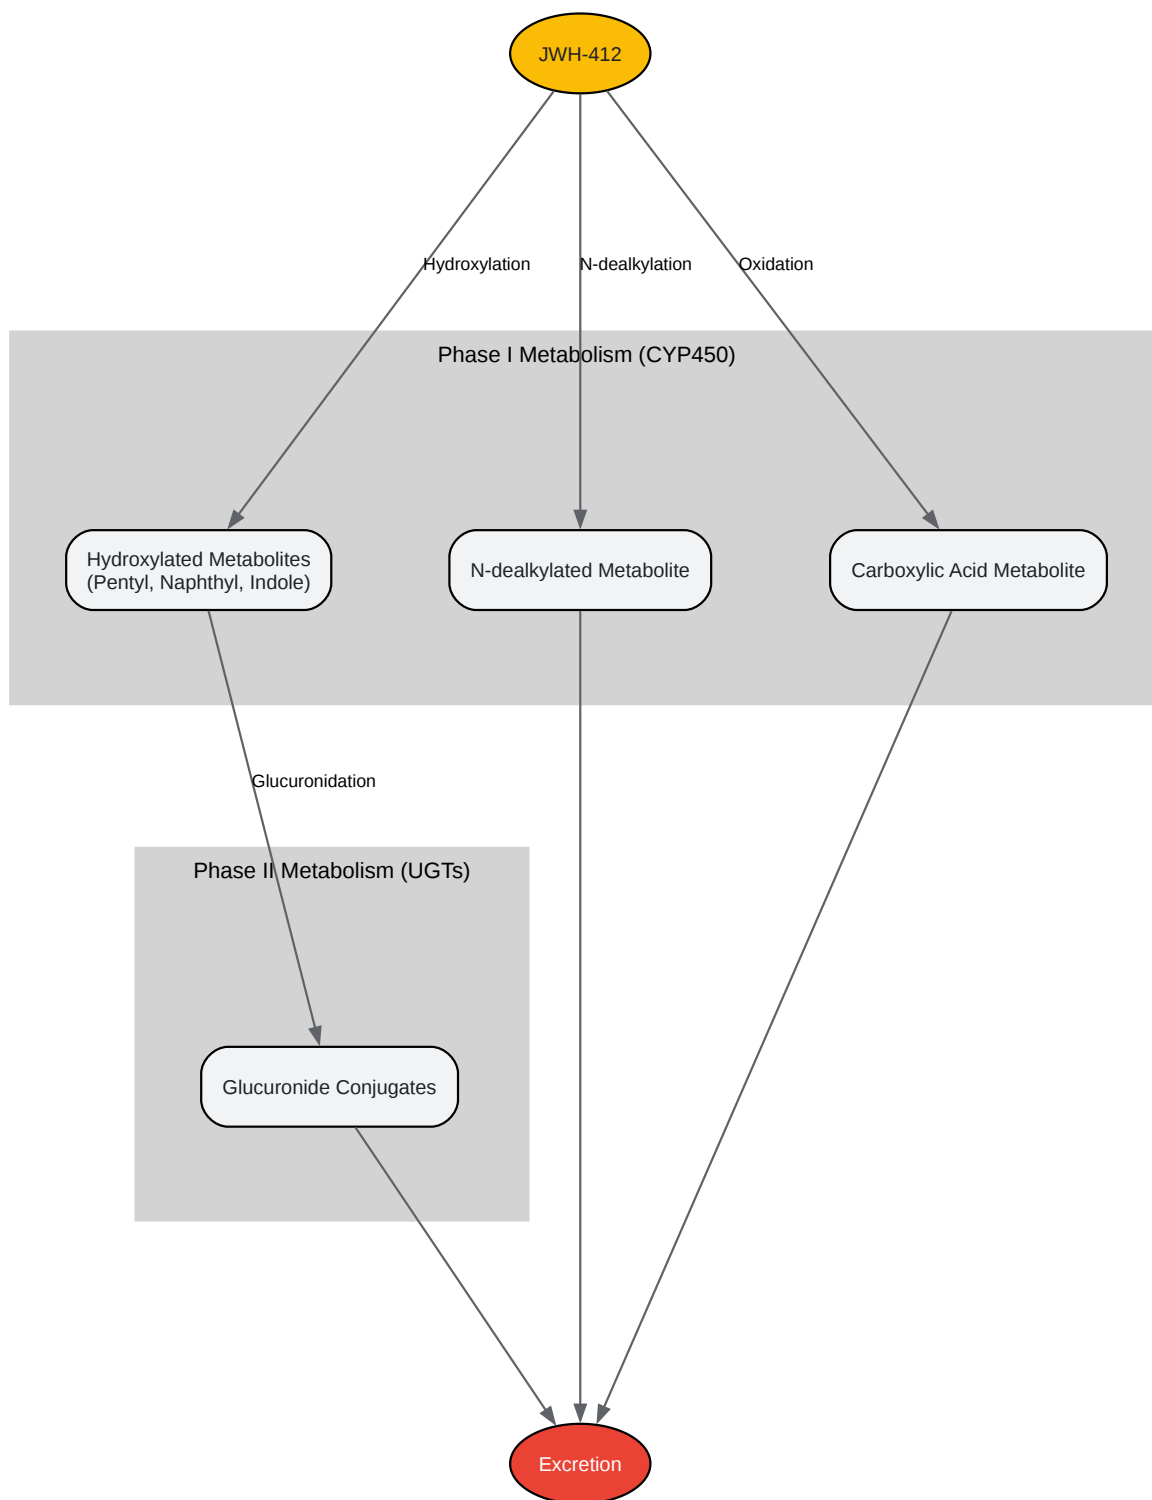 JWH-412
Hydroxylation
N-dealkylation
Oxidation
Phase I Metabolism (CYP450)
Hydroxylated Metabolites
(Pentyl, Naphthyl, Indole)
N-dealkylated Metabolite
Carboxylic Acid Metabolite
Glucuronidation
Phase II Metabolism (UGTs)
Glucuronide Conjugates
Excretion